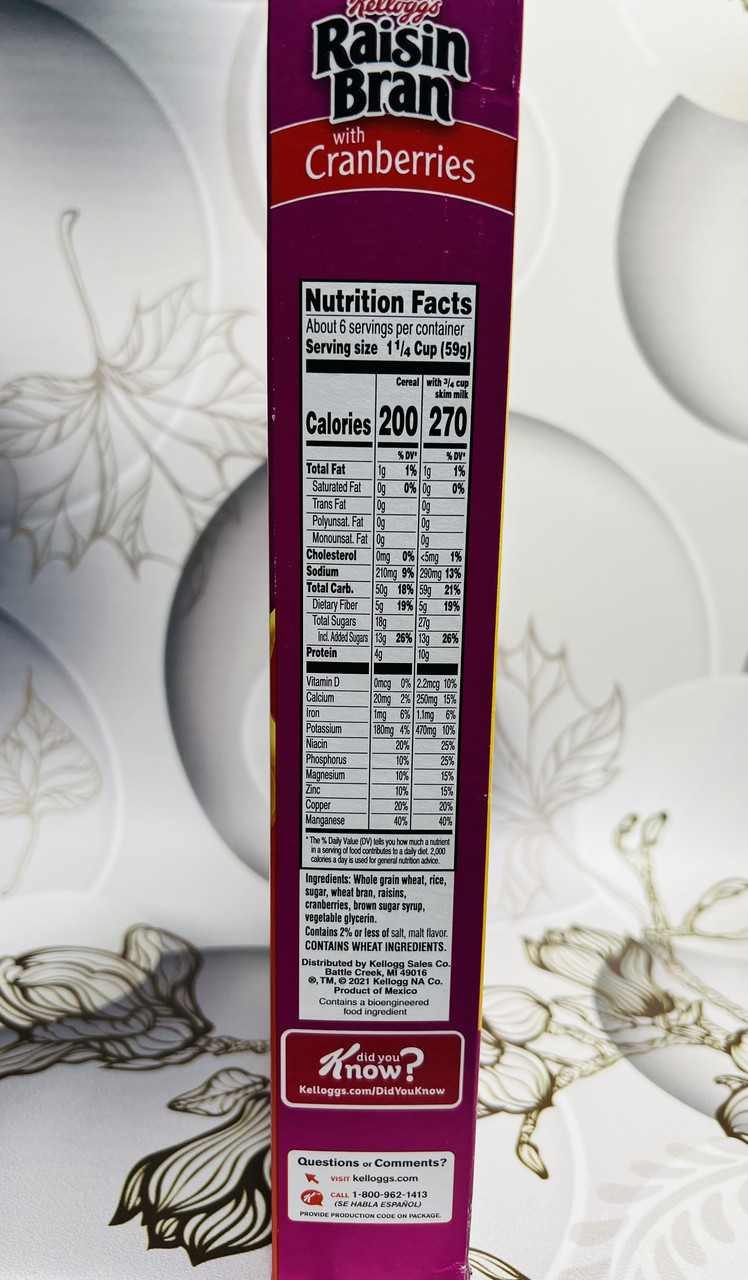 Kellogg's
Raisin
Bran
with
Cranberries
Nutrition Facts
About 6 servings per container
Serving size 1 1/4 Cup (59g)
Cereal with 3/4 cup
skim milk
Calories 200 270
% DV* % DV*
Total Fat 1g 1% 1g 1%
Saturated Fat 0g 0% 0g 0%
Trans Fat 0g 0g
Polyunsat. Fat 0g 0g
Monounsat. Fat 0g 0g
Cholesterol 0mg 0% <5mg 1%
Sodium 210mg 9% 290mg 13%
Total Carb. 50g 18% 59g 21%
Dietary Fiber 5g 19% 5g 19%
Total Sugars 18g 27g
Incl. Added Sugars 13g 26% 13g 26%
Protein 4g 10g
Vitamin D 0mcg 0% 2.2mcg 10%
Calcium 20mg 2% 250mg 15%
Iron 1mg 6% 1.1mg 6%
Potassium 180mg 4% 470mg 10%
Niacin 20% 25%
Phosphorus 10% 25%
Magnesium 10% 15%
Zinc 10% 15%
Copper 20% 20%
Manganese 40% 40%
* The % Daily Value (DV) tells you how much a nutrient
in a serving of food contributes to a daily diet. 2,000
calories a day is used for general nutrition advice.
Ingredients: Whole grain wheat, rice,
sugar, wheat bran, raisins,
cranberries, brown sugar syrup,
vegetable glycerin.
Contains 2% or less of salt, malt flavor.
CONTAINS WHEAT INGREDIENTS.
Distributed by Kellogg Sales Co.
Battle Creek, MI 49016
®, TM, © 2021 Kellogg NA Co.
Product of Mexico
Contains a bioengineered
food ingredient
did you
Know?
Kelloggs.com/DidYouKnow
Questions or Comments?
VISIT kelloggs.com
CALL 1-800-962-1413
(SE HABLA ESPAÑOL)
PROVIDE PRODUCTION CODE ON PACKAGE.